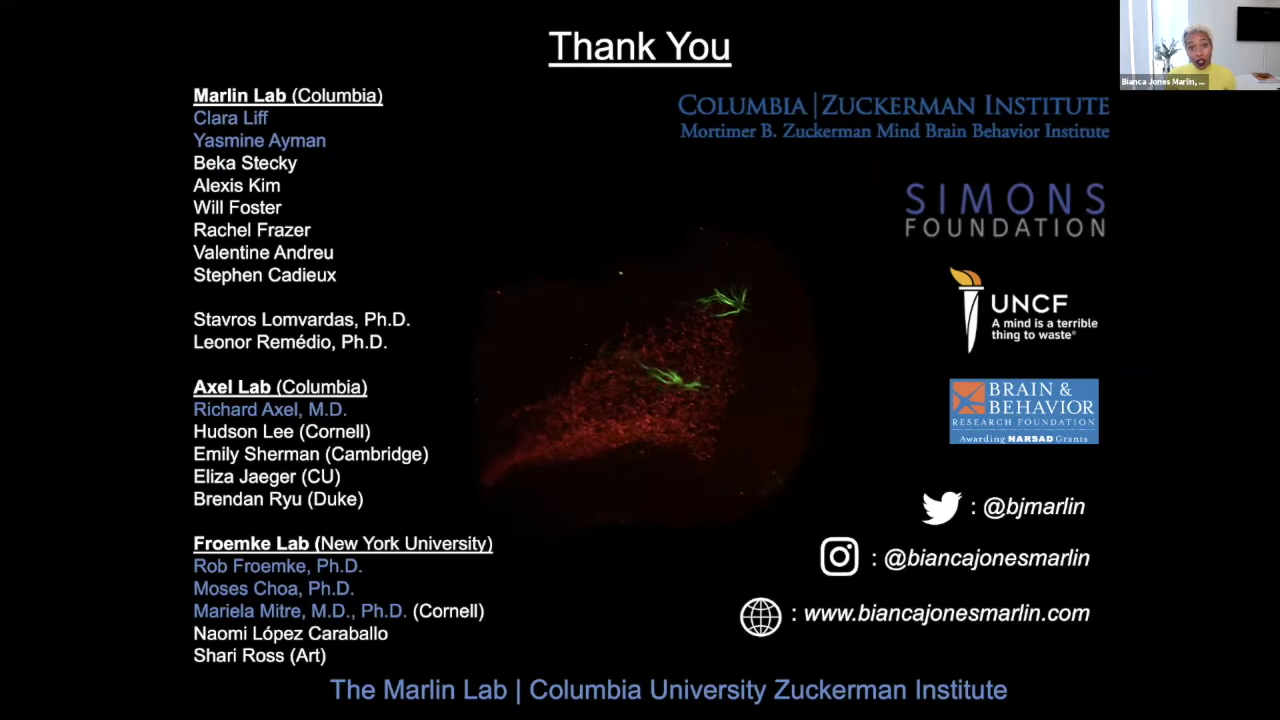 Thank You
Bianca Jones Marlin, ...
Marlin Lab (Columbia)
Clara Liff
Yasmine Ayman
Beka Stecky
Alexis Kim
Will Foster
Rachel Frazer
Valentine Andreu
Stephen Cadieux
Stavros Lomvardas, Ph.D.
Leonor Remédio, Ph.D.
Axel Lab (Columbia)
Richard Axel, M.D.
Hudson Lee (Cornell)
Emily Sherman (Cambridge)
Eliza Jaeger (CU)
Brendan Ryu (Duke)
Froemke Lab (New York University)
Rob Froemke, Ph.D.
Moses Choa, Ph.D.
Mariela Mitre, M.D., Ph.D. (Cornell)
Naomi López Caraballo
Shari Ross (Art)
COLUMBIA | ZUCKERMAN INSTITUTE
Mortimer B. Zuckerman Mind Brain Behavior Institute
SIMONS
FOUNDATION
UNCF
A mind is a terrible
thing to waste®
BRAIN &
BEHAVIOR
RESEARCH FOUNDATION
Awarding NARSAD Grants
: @bjmarlin
: @biancajonesmarlin
: www.biancajonesmarlin.com
The Marlin Lab | Columbia University Zuckerman Institute